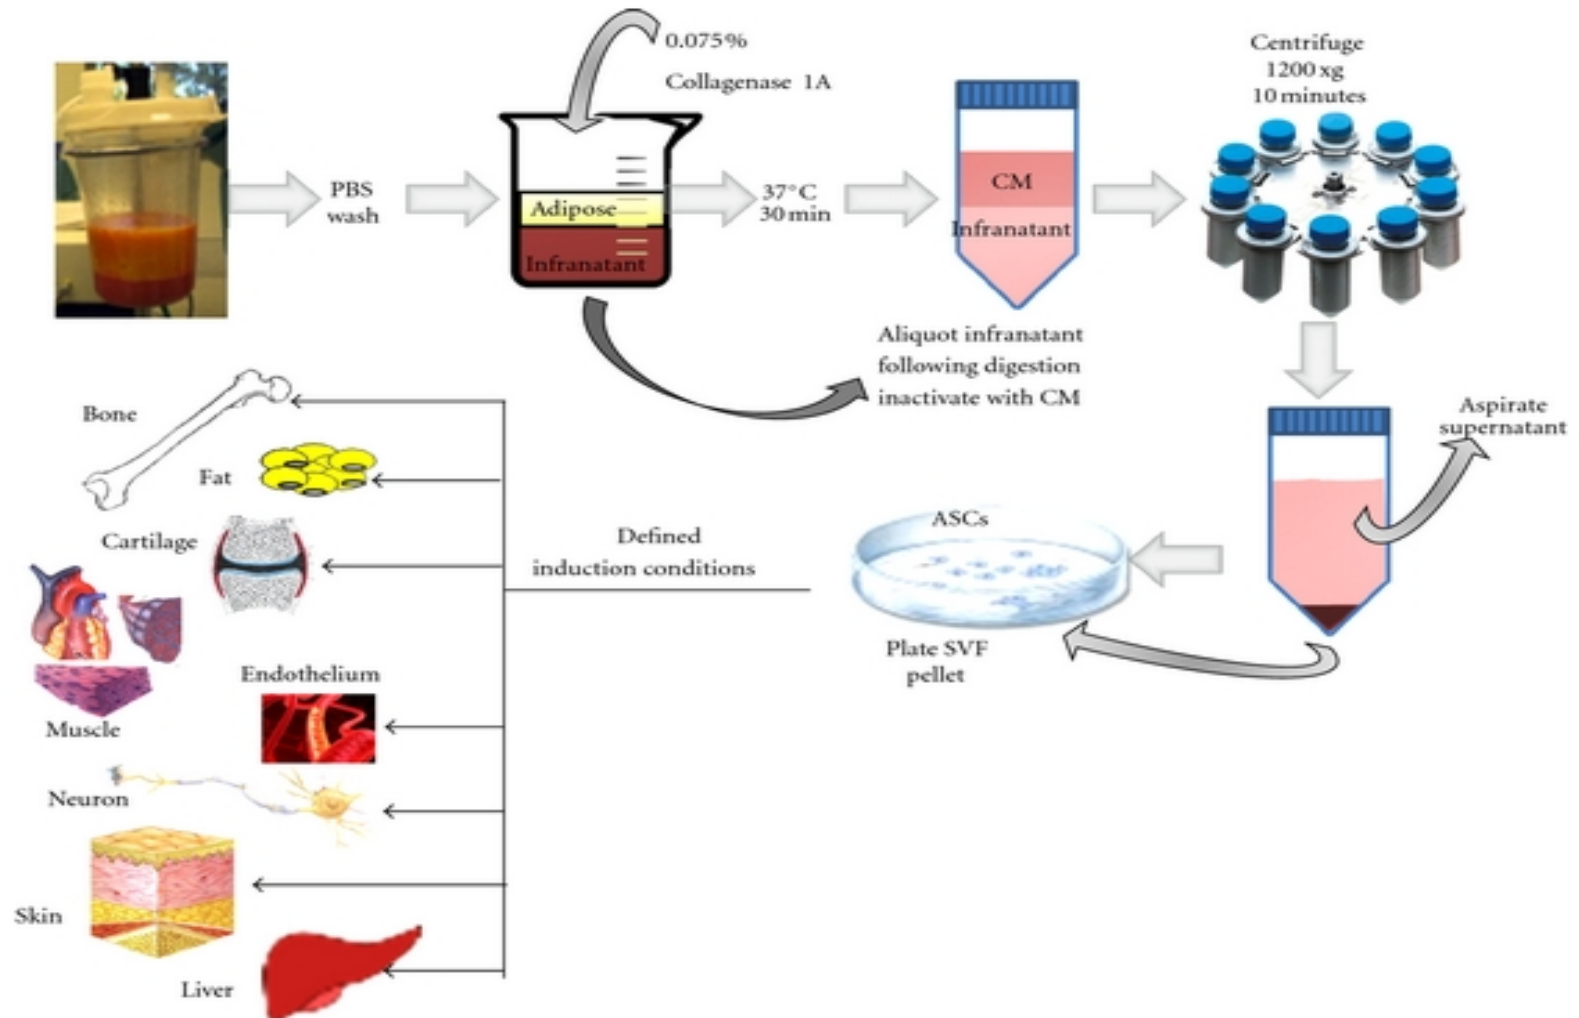 0.075%
Collagenase 1A
Centrifuge
1200 xg
10 minutes
PBS
wash
Adipose
Infranatant
37°C
30 min
CM
Infranatant
Aliquot infranatant
following digestion
inactivate with CM
Aspirate
supernatant
ASCs
Plate SVF
pellet
Defined
induction conditions
Bone
Fat
Cartilage
Muscle
Endothelium
Neuron
Skin
Liver